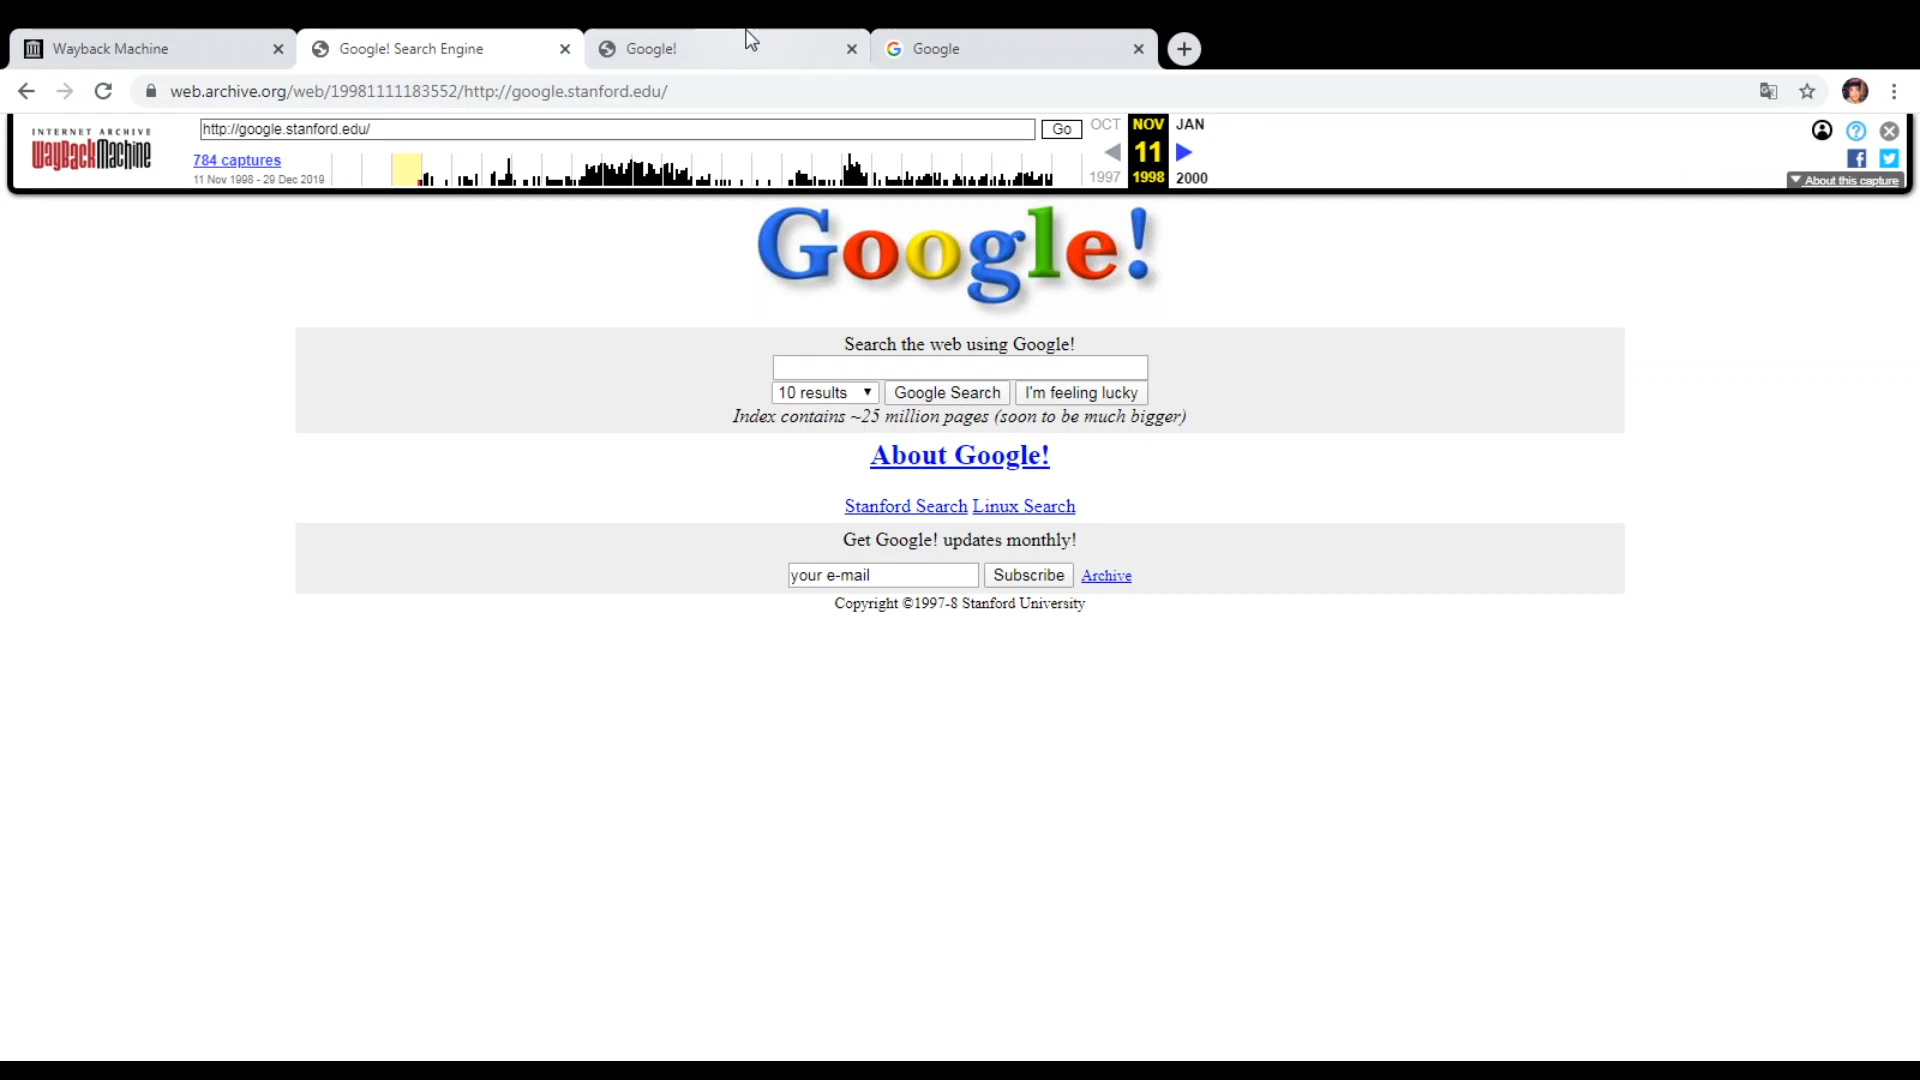 Wayback Machine
Google! Search Engine
Google!
Google
web.archive.org/web/19981111183552/http://google.stanford.edu/
INTERNET ARCHIVE
WayBackMachine
http://google.stanford.edu/
Go
OCT NOV JAN
784 captures
11
11 Nov 1998 - 29 Dec 2019
1997 1998 2000
About this capture
Google!
Search the web using Google!
10 results Google Search I'm feeling lucky
Index contains ~25 million pages (soon to be much bigger)
About Google!
Stanford Search Linux Search
Get Google! updates monthly!
your e-mail Subscribe Archive
Copyright ©1997-8 Stanford University